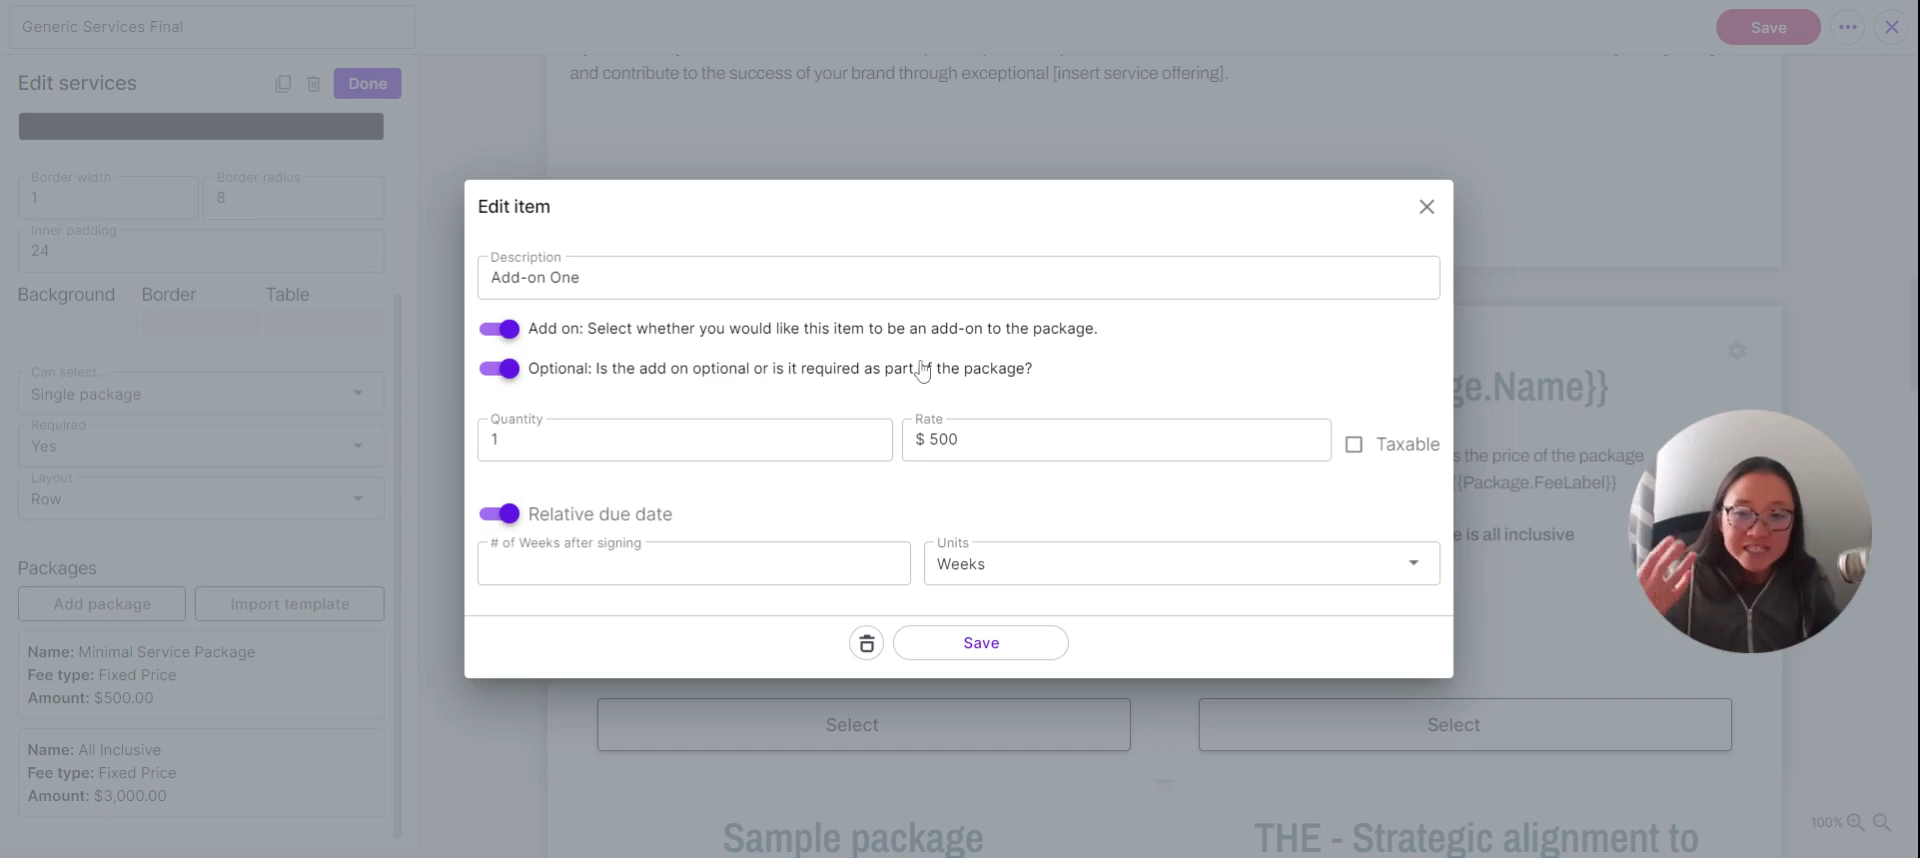 Generic Services Final
Save
Edit services
Done
and contribute to the success of your brand through exceptional [insert service offering].
Border width
1
Border radius
8
Inner padding
24
Background
Border
Table
Can select...
Single package
Required
Yes
Layout
Row
Packages
Add package
Import template
Name: Minimal Service Package
Fee type: Fixed Price
Amount: $500.00
Name: All Inclusive
Fee type: Fixed Price
Amount: $3,000.00
Edit item
Description
Add-on One
Add on: Select whether you would like this item to be an add-on to the package.
Optional: Is the add on optional or is it required as part of the package?
Quantity
1
Rate
$ 500
Taxable
Relative due date
# of Weeks after signing
Units
Weeks
Save
ge.Name}}
s the price of the package
{{Package.FeeLabel}}
e is all inclusive
Select
Select
Sample package
THE - Strategic alignment to
100%